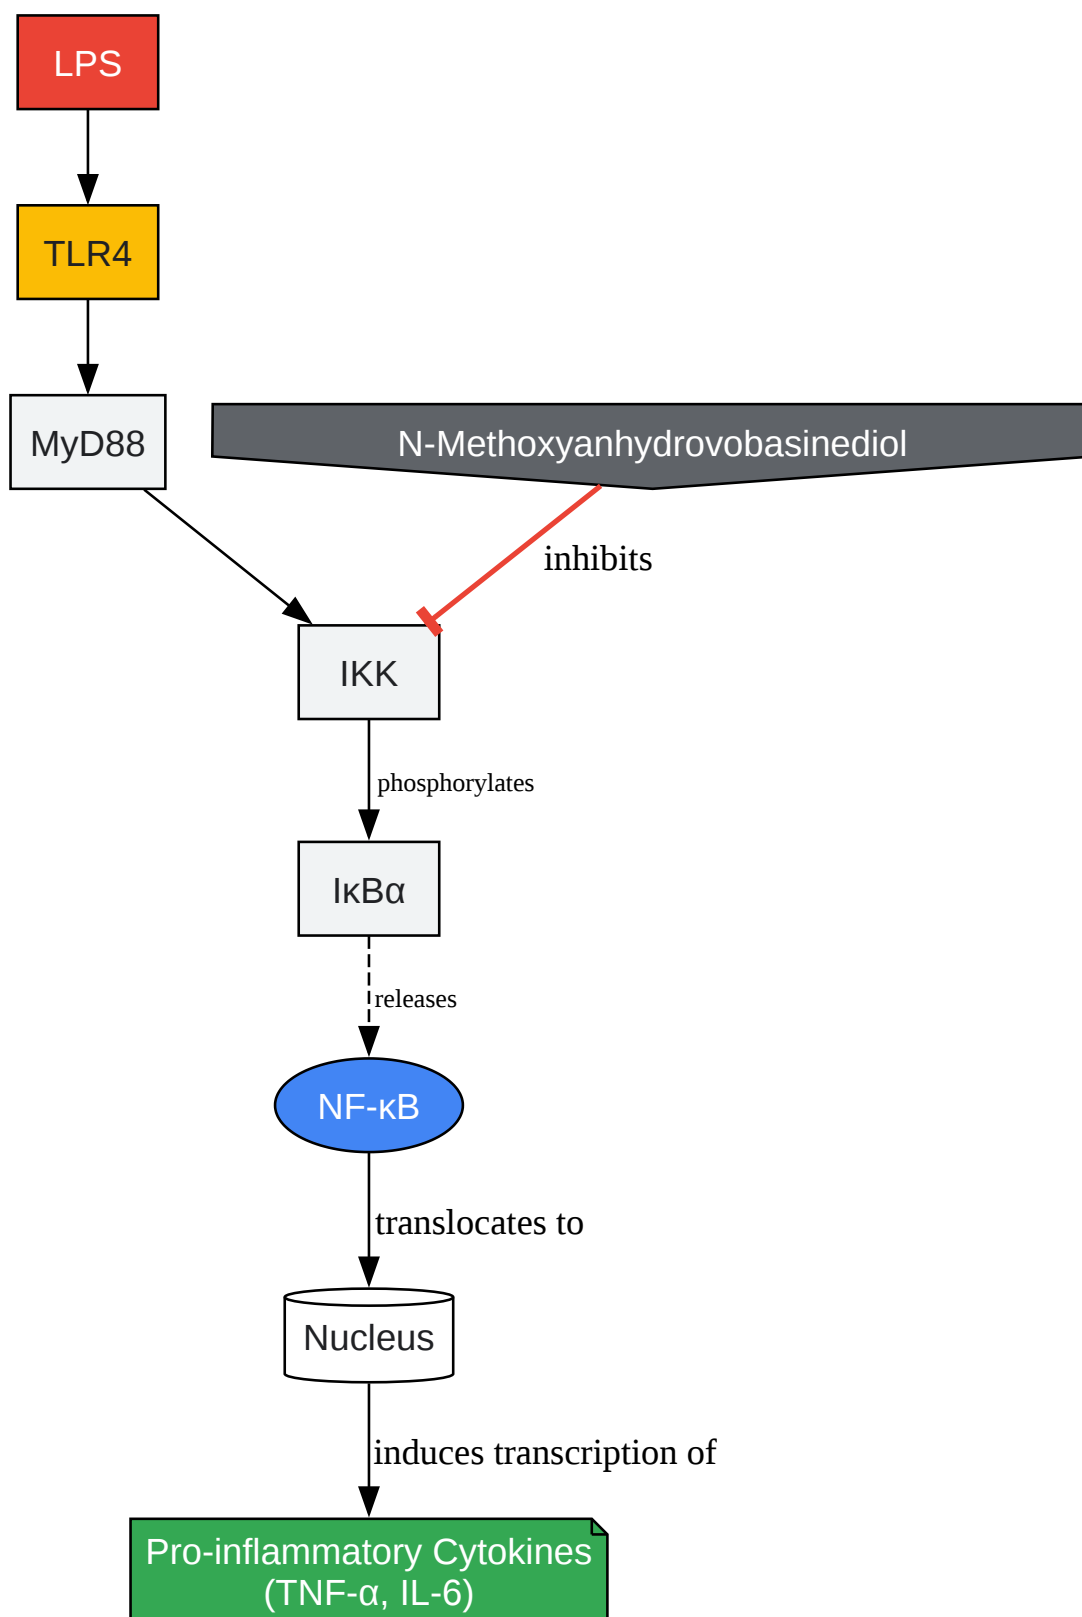 LPS
TLR4
MyD88
N-Methoxyanhydrovobasinediol
inhibits
IKK
phosphorylates
IκBα
releases
NF-κB
translocates to
Nucleus
induces transcription of
Pro-inflammatory Cytokines
(TNF-α, IL-6)